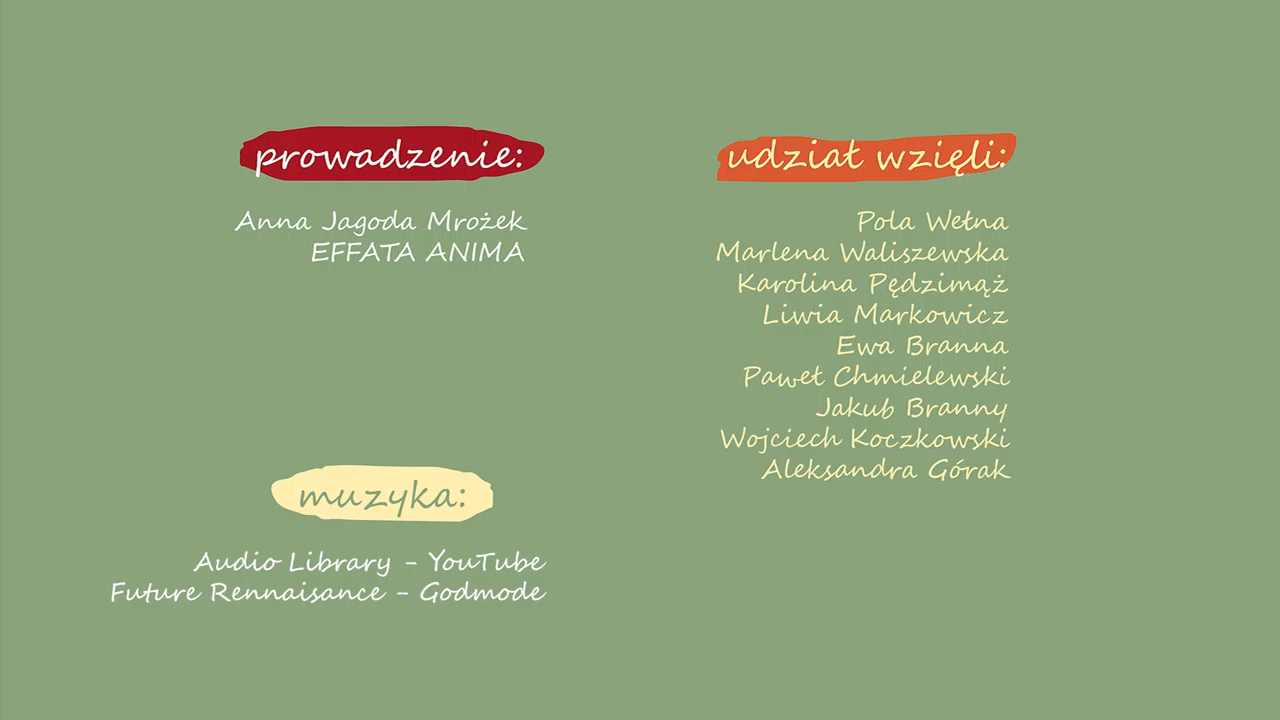 prowadzenie:
Anna Jagoda Mrożek
EFFATA ANIMA
udział wzięli:
Pola Wełna
Marlena Waliszewska
Karolina Pędzimąż
Liwia Markowicz
Ewa Branna
Paweł Chmielewski
Jakub Branny
Wojciech Koczkowski
Aleksandra Górak
muzyka:
Audio Library - YouTube
Future Rennaisance - Godmode